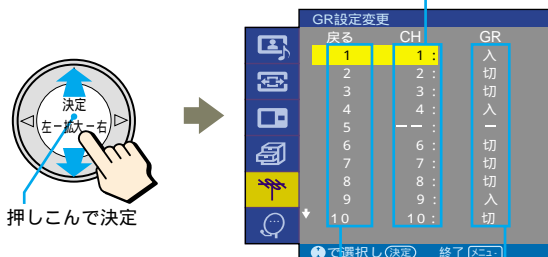 決定
左ー拡大ー右
押しこんで決定
GR設定変更
戻る CH GR
1 1 : 入
2 2 : 切
3 3 : 切
4 4 : 入
5 ーー : ー
6 6 : 切
7 7 : 切
8 8 : 切
9 9 : 入
10 10 : 切
で選択し 決定 終了 メニュー